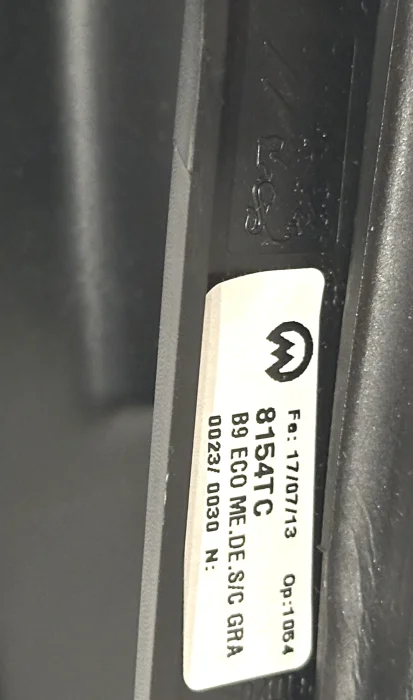 Fe: 17/07/13 Op:1054
8154TC
B9 ECO ME.DE.S/C GRA
0023/ 0030 N: